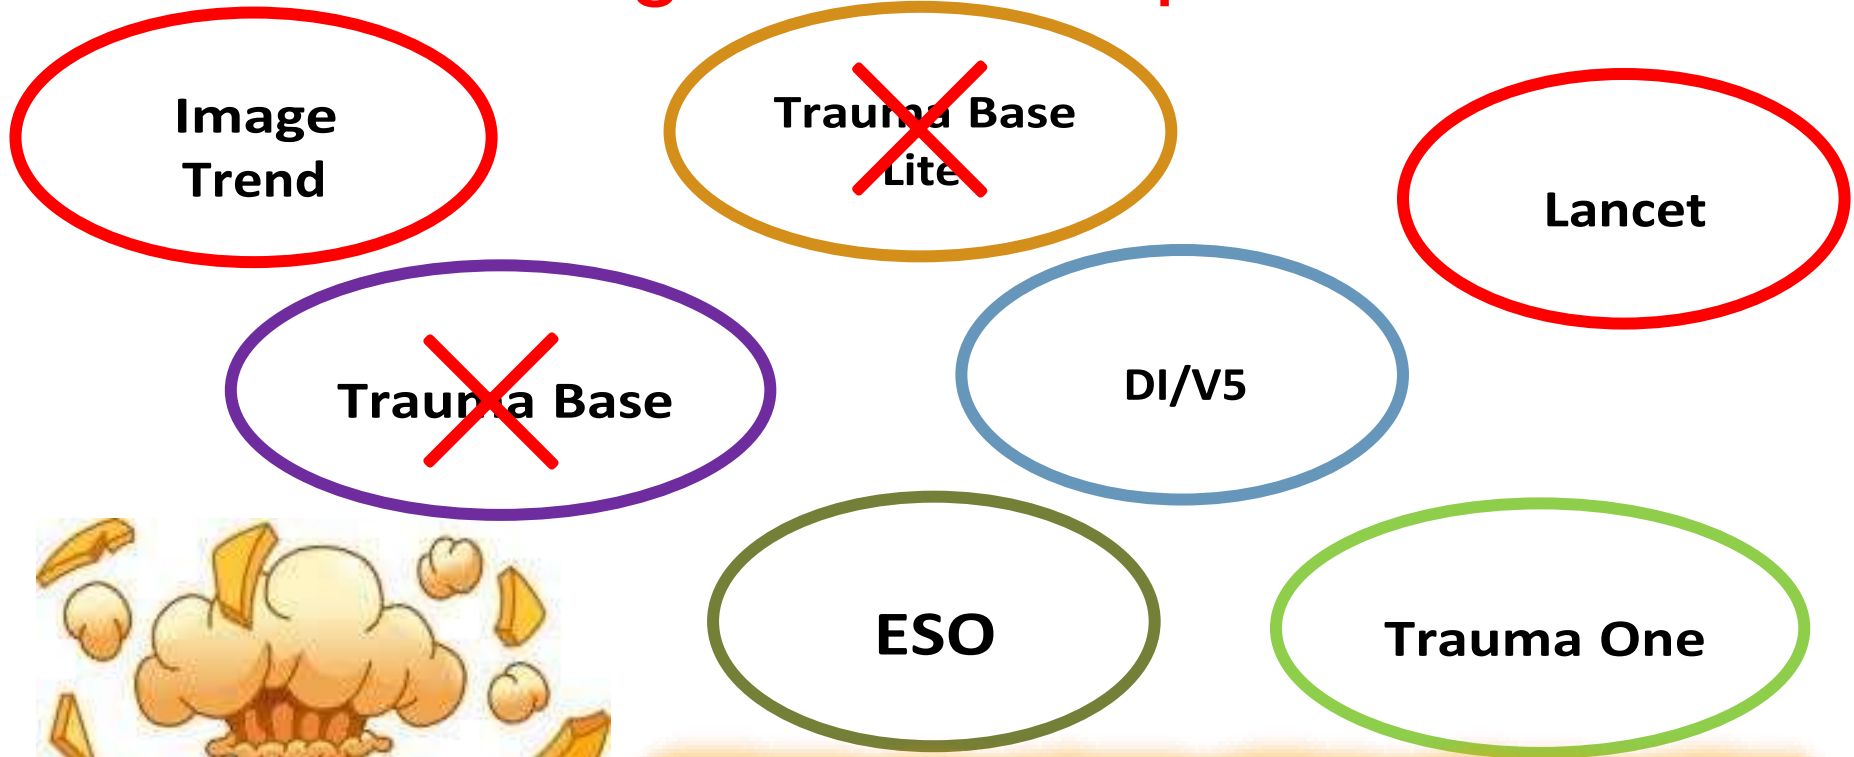 Image
Trend
Trauma Base
Lite
Lancet
Trauma Base
DI/V5
ESO
Trauma One